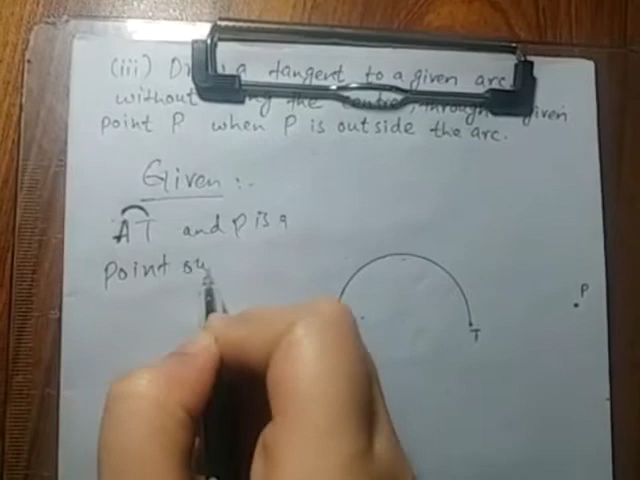 (iii) a tangent to a given arc
without the centre, through given
point P when P is outside the arc.
Given :-
AT and P is a
point ou
P
T